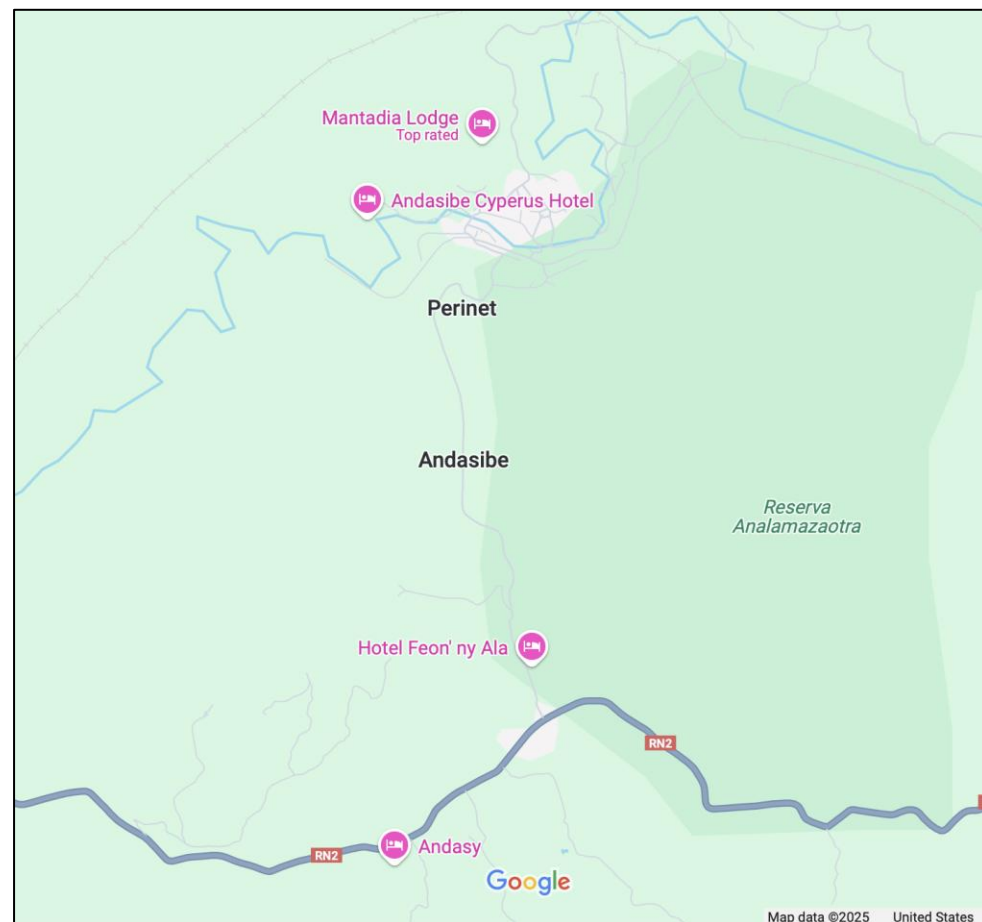 Mantadia Lodge
Top rated
Andasibe Cyperus Hotel
Perinet
Andasibe
Reserva
Analamazaotra
Hotel Feon' ny Ala
RN2
RN2
Andasy
Google
Map data ©2025 United States